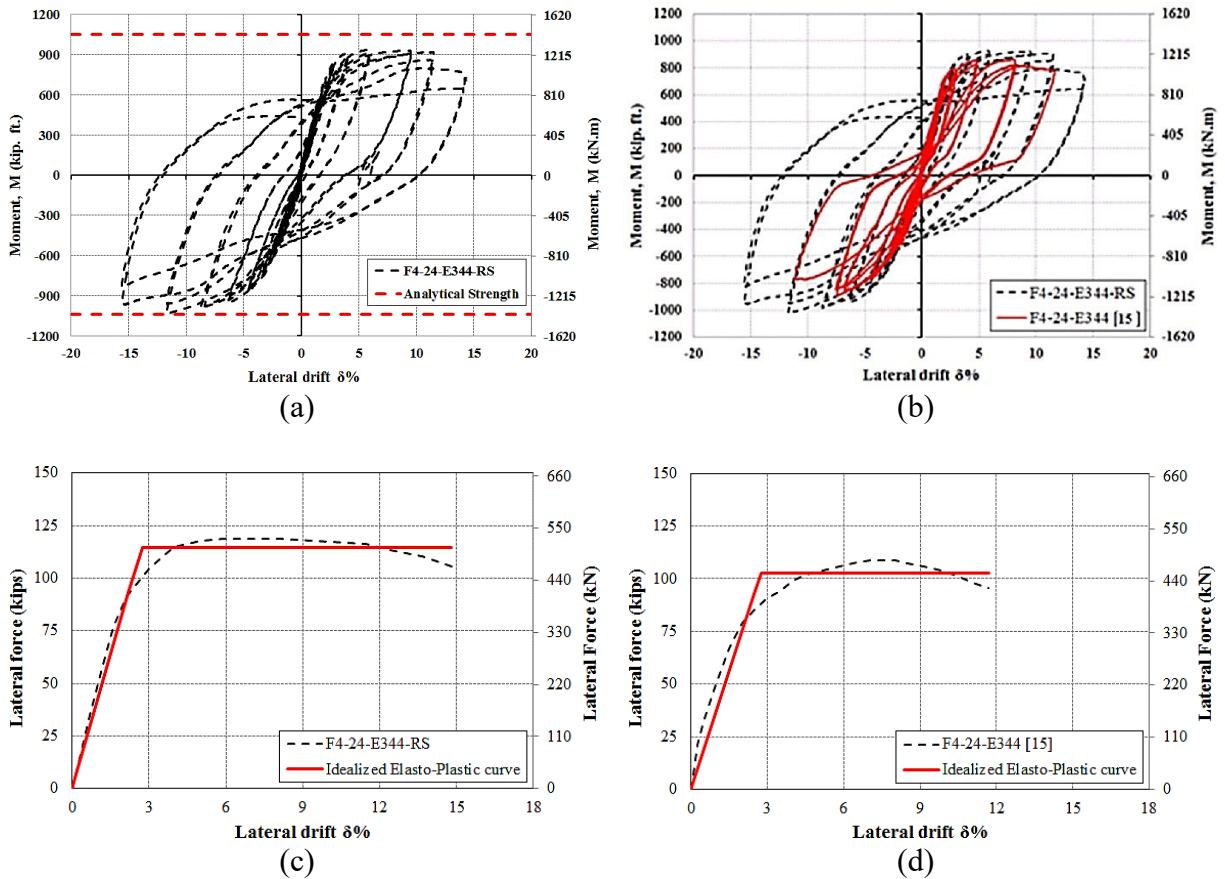 1200
900
600
300
0
-300
-600
-900
-1200
Moment, M (kip. ft.)
1620
1215
810
405
0
-405
-810
-1215
-1620
Moment, M (kN.m)
F4-24-E344-RS
Analytical Strength
-20 -15 -10 -5 0 5 10 15 20
Lateral drift δ%
(a)
1200
1000
800
600
400
200
0
-200
-400
-600
-800
-1000
-1200
Moment, M (kip. ft.)
1620
1215
810
405
0
-405
-810
-1215
-1620
Moment, M (kN.m)
F4-24-E344-RS
F4-24-E344 [15]
-20 -15 -10 -5 0 5 10 15 20
Lateral drift δ%
(b)
150
125
100
75
50
25
0
Lateral force (kips)
660
550
440
330
220
110
0
Lateral Force (kN)
F4-24-E344-RS
Idealized Elasto-Plastic curve
0 3 6 9 12 15 18
Lateral drift δ%
(c)
150
125
100
75
50
25
0
Lateral force (kips)
660
550
440
330
220
110
0
Lateral Force (kN)
F4-24-E344 [15]
Idealized Elasto-Plastic curve
0 3 6 9 12 15 18
Lateral drift δ%
(d)